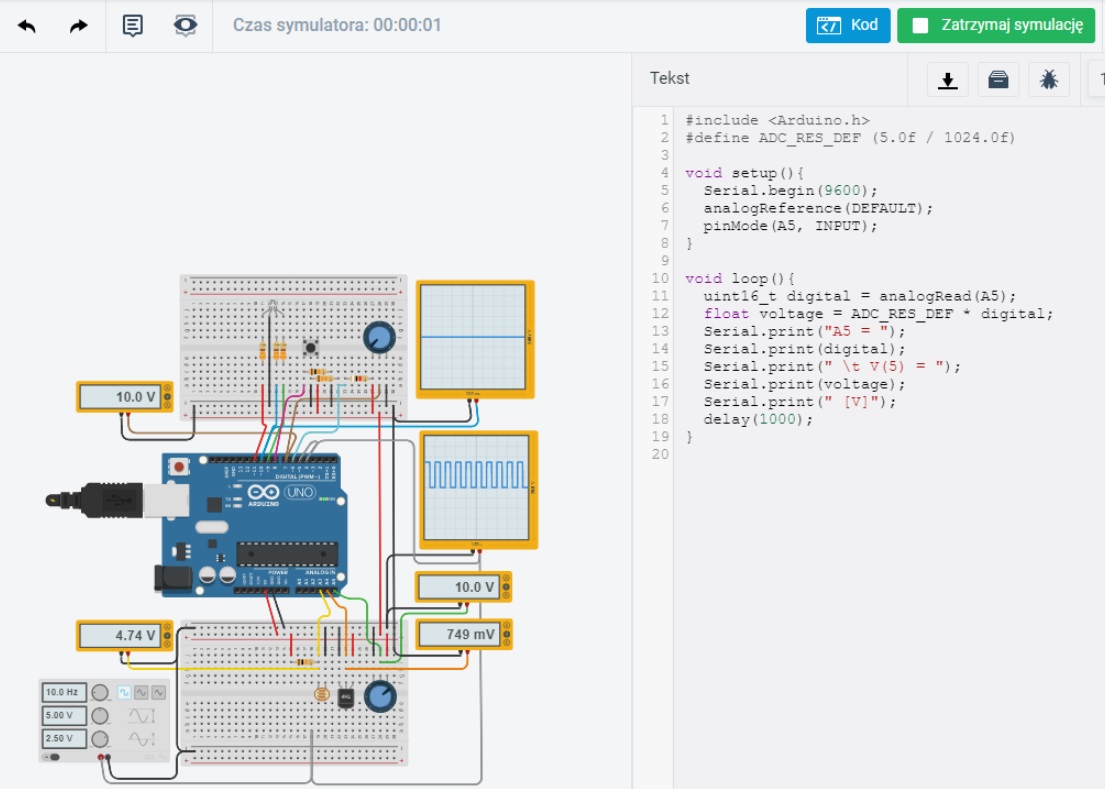 Czas symulatora: 00:00:01
Kod
Zatrzymaj symulację
Tekst
1 #include <Arduino.h>
2 #define ADC_RES_DEF (5.0f / 1024.0f)
3
4 void setup(){
5 Serial.begin(9600);
6 analogReference(DEFAULT);
7 pinMode(A5, INPUT);
8 }
9
10 void loop(){
11 uint16_t digital = analogRead(A5);
12 float voltage = ADC_RES_DEF * digital;
13 Serial.print("A5 = ");
14 Serial.print(digital);
15 Serial.print(" \t V(5) = ");
16 Serial.print(voltage);
17 Serial.print(" [V]");
18 delay(1000);
19 }
20
10.0 V
DIGITAL (PWM~)
UNO
ARDUINO
POWER
ANALOG IN
10.0 V
4.74 V
749 mV
10.0 Hz
5.00 V
2.50 V